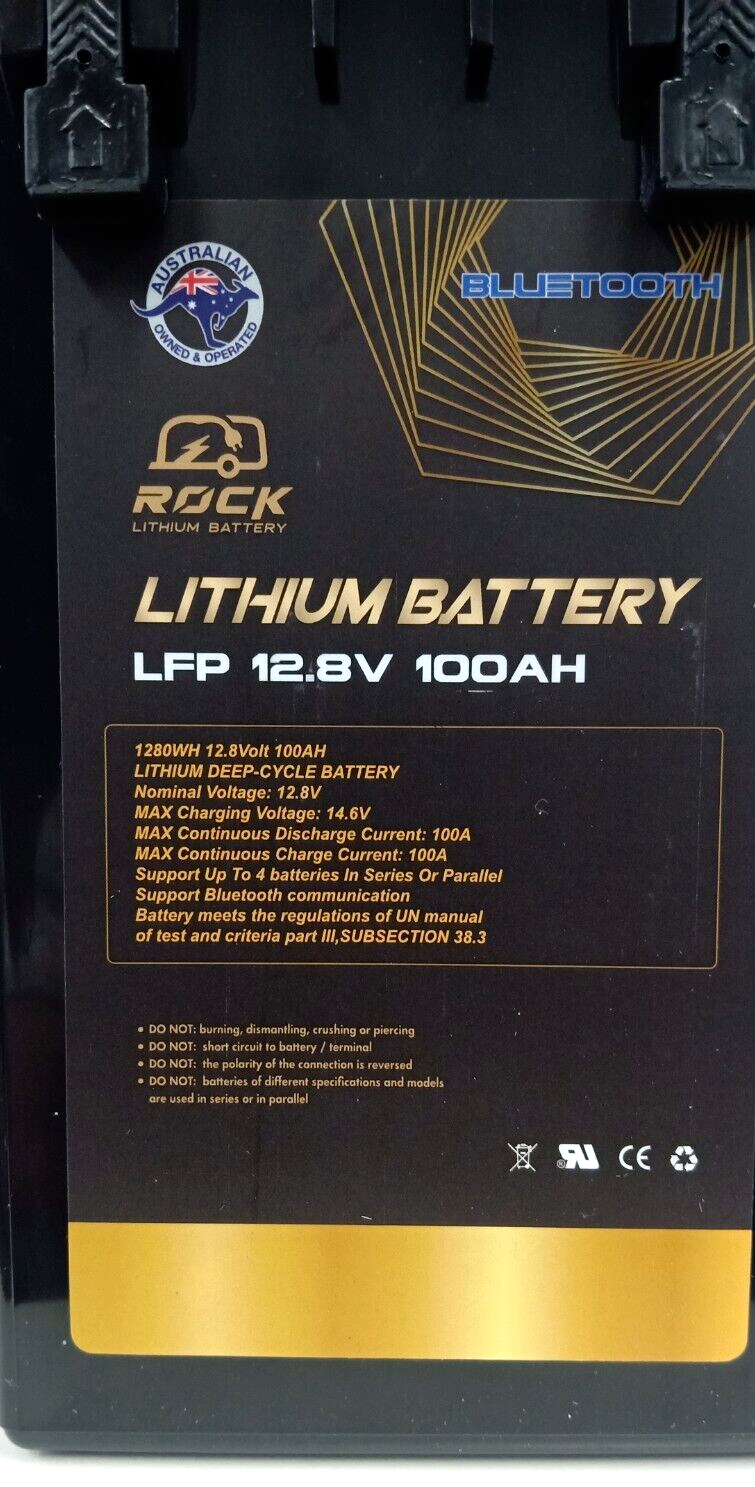 AUSTRALIAN
OWNED & OPERATED
BLUETOOTH
ROCK
LITHIUM BATTERY
LITHIUM BATTERY
LFP 12.8V 100AH
1280WH 12.8Volt 100AH
LITHIUM DEEP-CYCLE BATTERY
Nominal Voltage: 12.8V
MAX Charging Voltage: 14.6V
MAX Continuous Discharge Current: 100A
MAX Continuous Charge Current: 100A
Support Up To 4 batteries In Series Or Parallel
Support Bluetooth communication
Battery meets the regulations of UN manual
of test and criteria part III,SUBSECTION 38.3
• DO NOT: burning, dismantling, crushing or piercing
• DO NOT: short circuit to battery / terminal
• DO NOT: the polarity of the connection is reversed
• DO NOT: batteries of different specifications and models
are used in series or in parallel
RU® CE